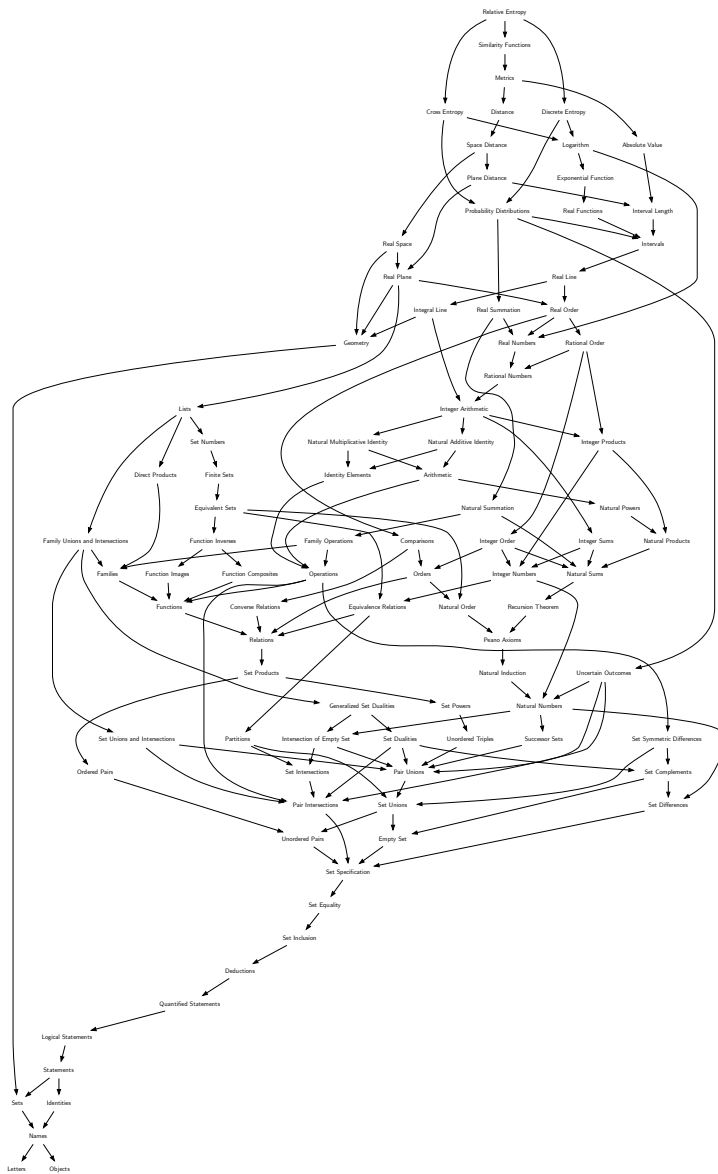 Relative Entropy
Similarity Functions
Metrics
Cross Entropy Distance Discrete Entropy
Space Distance Logarithm Absolute Value
Plane Distance Exponential Function
Probability Distributions Real Functions Interval Length
Real Space Intervals
Real Plane Real Line
Integral Line Real Summation Real Order
Geometry Real Numbers Rational Order
Rational Numbers
Lists Integer Arithmetic
Set Numbers Natural Multiplicative Identity Natural Additive Identity Integer Products
Direct Products Finite Sets Identity Elements Arithmetic
Equivalent Sets Natural Summation Natural Powers
Family Unions and Intersections Function Inverses Family Operations Comparisons Integer Order Integer Sums Natural Products
Families Function Images Function Composites Operations Orders Integer Numbers Natural Sums
Functions Converse Relations Equivalence Relations Natural Order Recursion Theorem
Relations Peano Axioms
Set Products Natural Induction Uncertain Outcomes
Generalized Set Dualities Set Powers Natural Numbers
Set Unions and Intersections Partitions Intersection of Empty Set Set Dualities Unordered Triples Successor Sets Set Symmetric Differences
Ordered Pairs Set Intersections Pair Unions Set Complements
Pair Intersections Set Unions Set Differences
Unordered Pairs Empty Set
Set Specification
Set Equality
Set Inclusion
Deductions
Quantified Statements
Logical Statements
Statements
Sets Identities
Names
Letters Objects